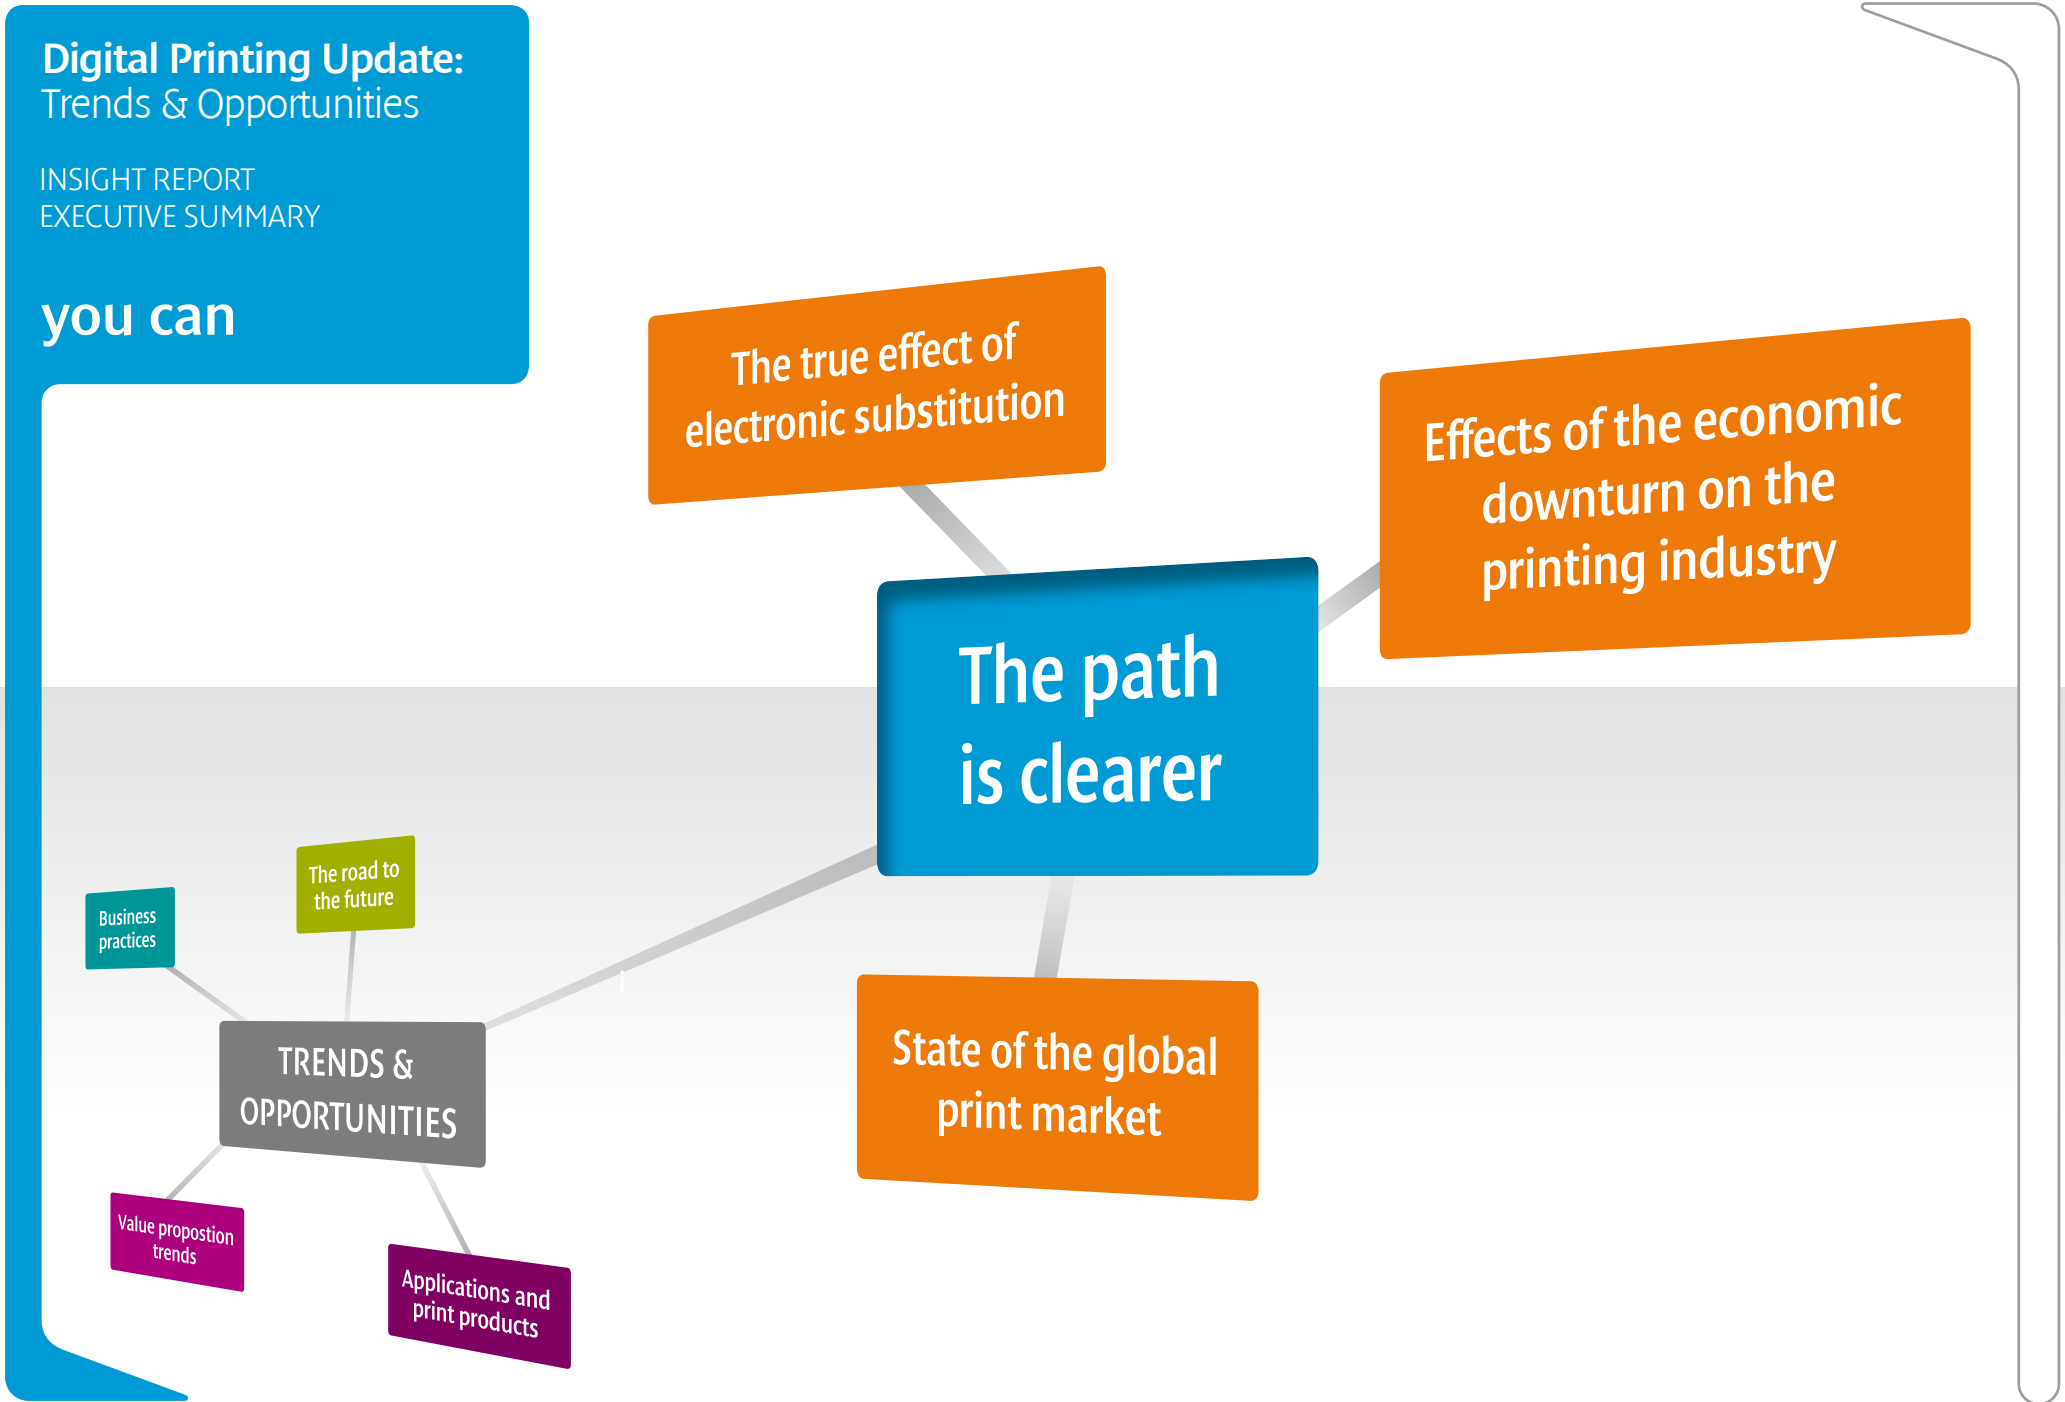 Digital Printing Update:
Trends & Opportunities
INSIGHT REPORT
EXECUTIVE SUMMARY
you can
The true effect of
electronic substitution
Effects of the economic
downturn on the
printing industry
The path
is clearer
The road to
the future
Business
practices
TRENDS &
OPPORTUNITIES
State of the global
print market
Value propostion
trends
Applications and
print products
i